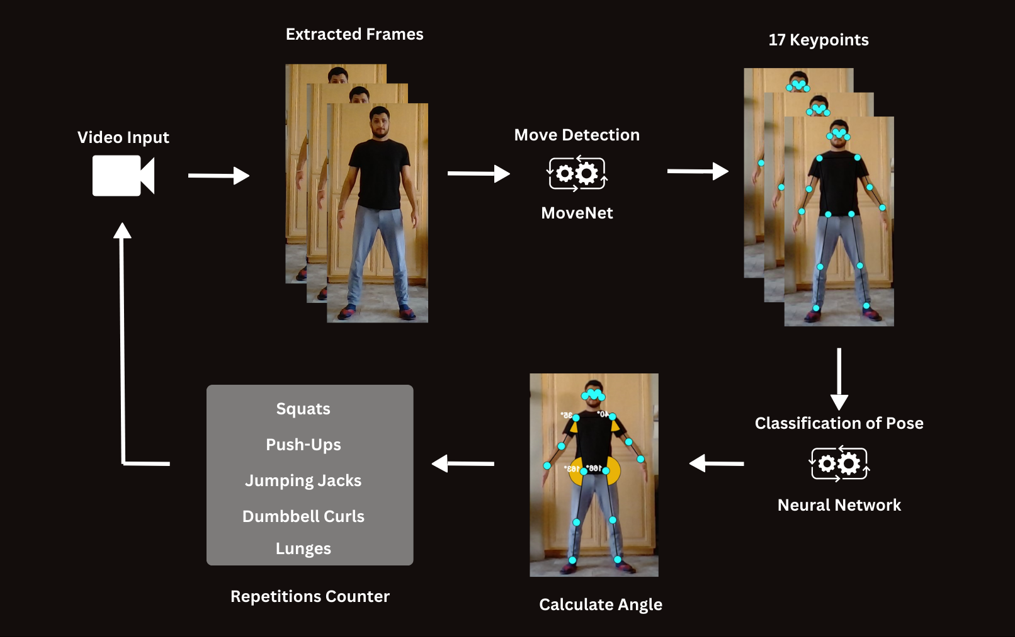 Extracted Frames
17 Keypoints
Video Input
Move Detection
MoveNet
Classification of Pose
Neural Network
Squats
Push-Ups
Jumping Jacks
Dumbbell Curls
Lunges
Repetitions Counter
Calculate Angle